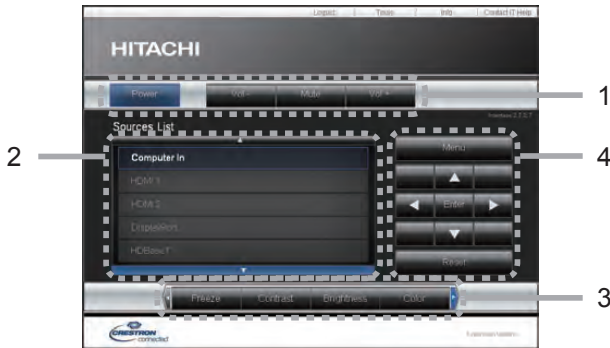 Logout Tools Info Contact IT Help
HITACHI
Power Vol - Mute Vol +
1
Sources List
2
Computer In
HDMI 1
HDMI 2
DisplayPort
HDBaseT
Menu
Enter
Reset
4
Freeze Contrast Brightness Color
3
CRESTRON
connected